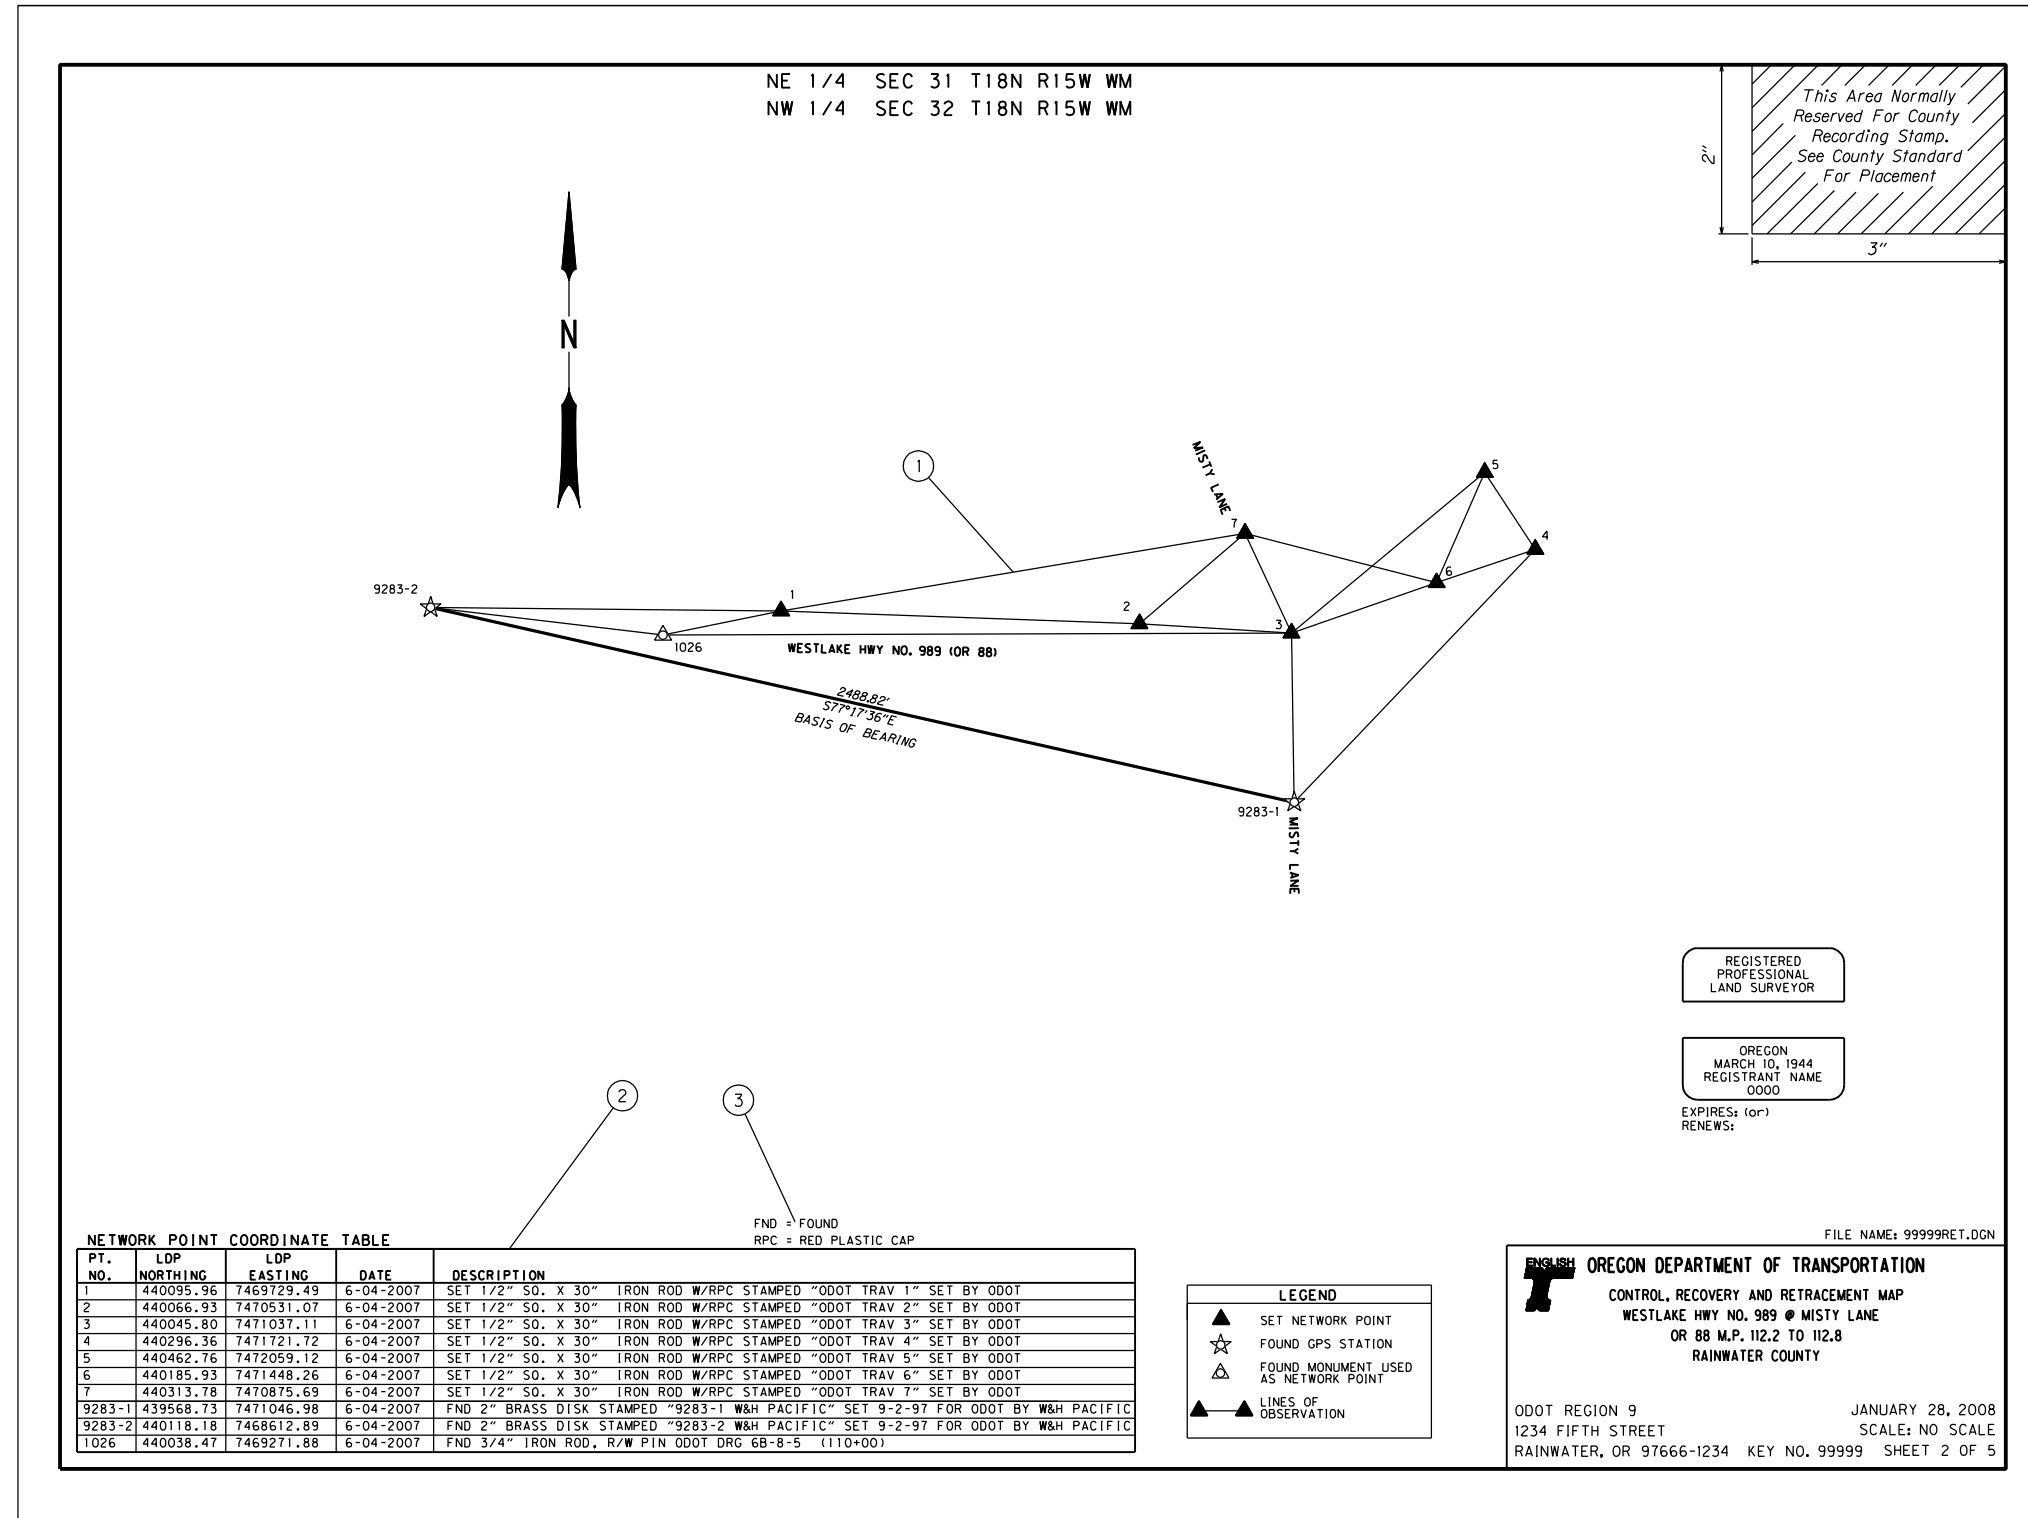 NE 1/4 SEC 31 T18N R15W WM
NW 1/4 SEC 32 T18N R15W WM
This Area Normally
Reserved For County
Recording Stamp.
See County Standard
For Placement
2"
3"
N
1
MISTY LANE
5
7
4
6
9283-2
1
2
3
1026
WESTLAKE HWY NO. 989 (OR 88)
2488.82'
S77°17'36"E
BASIS OF BEARING
9283-1
MISTY LANE
REGISTERED
PROFESSIONAL
LAND SURVEYOR
OREGON
MARCH 10, 1944
REGISTRANT NAME
0000
EXPIRES: (or)
RENEWS:
2
3
FND = FOUND
RPC = RED PLASTIC CAP
NETWORK POINT COORDINATE TABLE
PT. NO. LDP NORTHING LDP EASTING DATE DESCRIPTION
1 440095.96 7469729.49 6-04-2007 SET 1/2" SQ. X 30" IRON ROD W/RPC STAMPED "ODOT TRAV 1" SET BY ODOT
2 440066.93 7470531.07 6-04-2007 SET 1/2" SQ. X 30" IRON ROD W/RPC STAMPED "ODOT TRAV 2" SET BY ODOT
3 440045.80 7471037.11 6-04-2007 SET 1/2" SQ. X 30" IRON ROD W/RPC STAMPED "ODOT TRAV 3" SET BY ODOT
4 440296.36 7471721.72 6-04-2007 SET 1/2" SQ. X 30" IRON ROD W/RPC STAMPED "ODOT TRAV 4" SET BY ODOT
5 440462.76 7472059.12 6-04-2007 SET 1/2" SQ. X 30" IRON ROD W/RPC STAMPED "ODOT TRAV 5" SET BY ODOT
6 440185.93 7471448.26 6-04-2007 SET 1/2" SQ. X 30" IRON ROD W/RPC STAMPED "ODOT TRAV 6" SET BY ODOT
7 440313.78 7470875.69 6-04-2007 SET 1/2" SQ. X 30" IRON ROD W/RPC STAMPED "ODOT TRAV 7" SET BY ODOT
9283-1 439568.73 7471046.98 6-04-2007 FND 2" BRASS DISK STAMPED "9283-1 W&H PACIFIC" SET 9-2-97 FOR ODOT BY W&H PACIFIC
9283-2 440118.18 7468612.89 6-04-2007 FND 2" BRASS DISK STAMPED "9283-2 W&H PACIFIC" SET 9-2-97 FOR ODOT BY W&H PACIFIC
1026 440038.47 7469271.88 6-04-2007 FND 3/4" IRON ROD, R/W PIN ODOT DRG 6B-8-5 (110+00)
LEGEND
SET NETWORK POINT
FOUND GPS STATION
FOUND MONUMENT USED
AS NETWORK POINT
LINES OF
OBSERVATION
FILE NAME: 99999RET.DGN
ENGLISH OREGON DEPARTMENT OF TRANSPORTATION
CONTROL, RECOVERY AND RETRACEMENT MAP
WESTLAKE HWY NO. 989 @ MISTY LANE
OR 88 M.P. 112.2 TO 112.8
RAINWATER COUNTY
ODOT REGION 9 JANUARY 28, 2008
1234 FIFTH STREET SCALE: NO SCALE
RAINWATER, OR 97666-1234 KEY NO. 99999 SHEET 2 OF 5